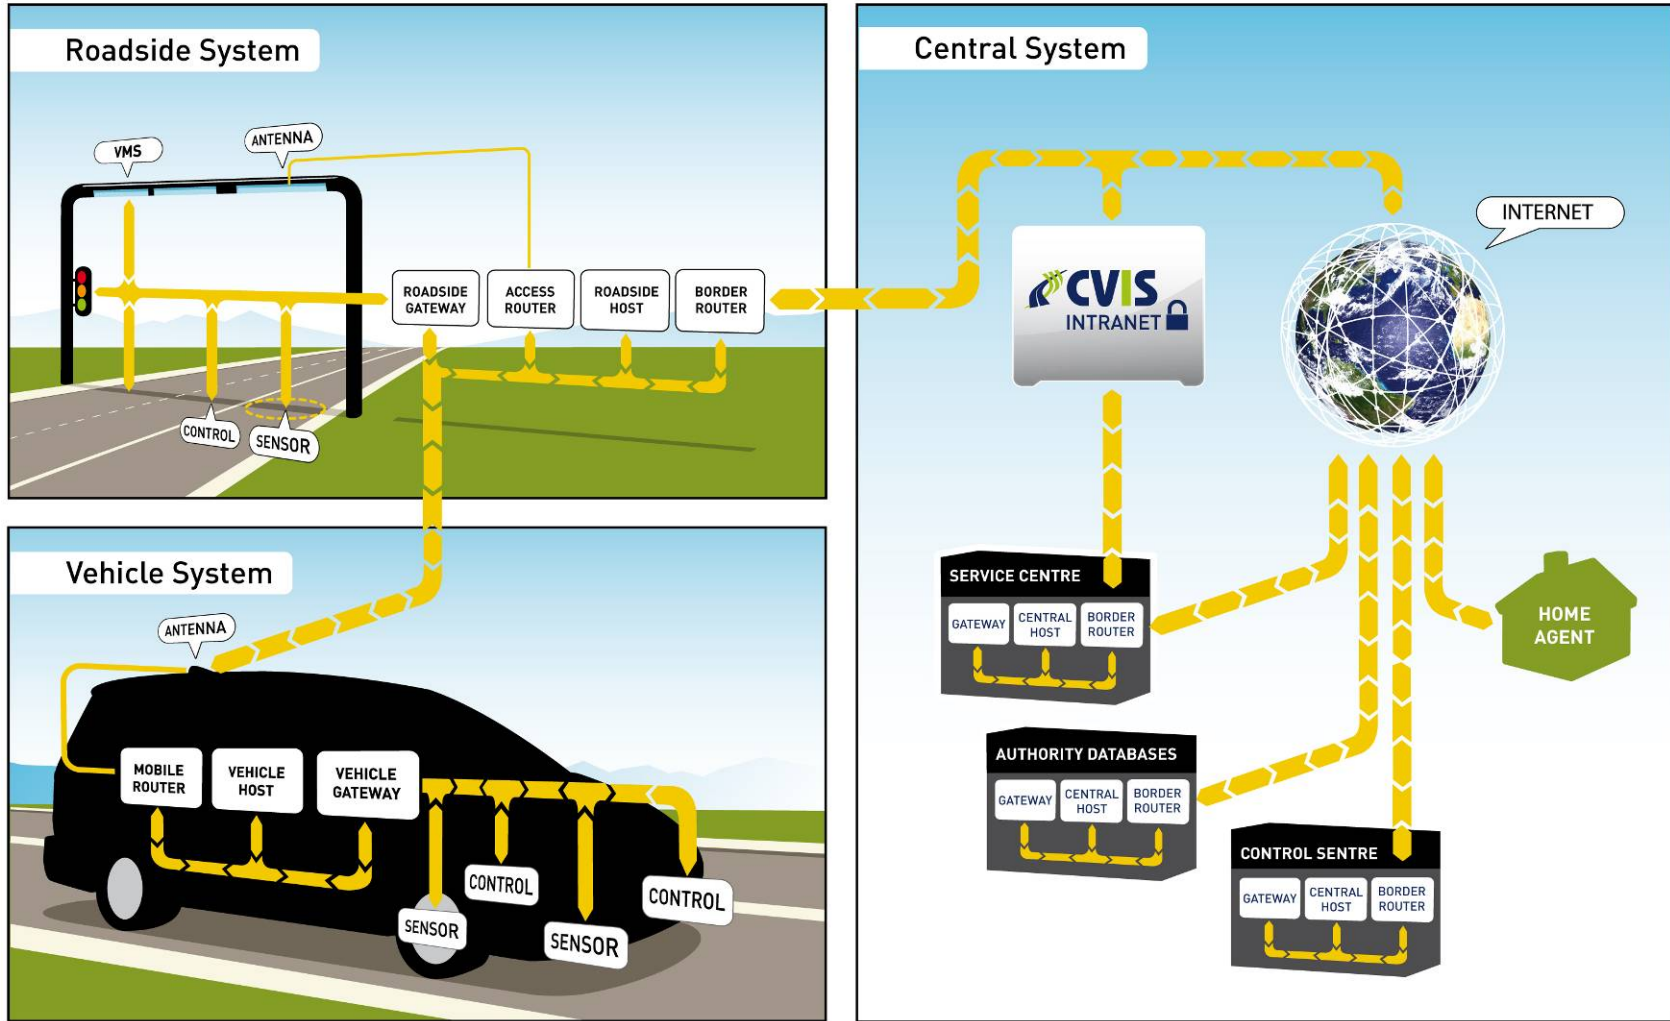 Roadside System
VMS
ANTENNA
ROADSIDE
GATEWAY
ACCESS
ROUTER
ROADSIDE
HOST
BORDER
ROUTER
CONTROL
SENSOR
Vehicle System
ANTENNA
MOBILE
ROUTER
VEHICLE
HOST
VEHICLE
GATEWAY
SENSOR
CONTROL
SENSOR
CONTROL
Central System
INTERNET
CVIS
INTRANET
SERVICE CENTRE
GATEWAY
CENTRAL
HOST
BORDER
ROUTER
HOME
AGENT
AUTHORITY DATABASES
GATEWAY
CENTRAL
HOST
BORDER
ROUTER
CONTROL SENTRE
GATEWAY
CENTRAL
HOST
BORDER
ROUTER